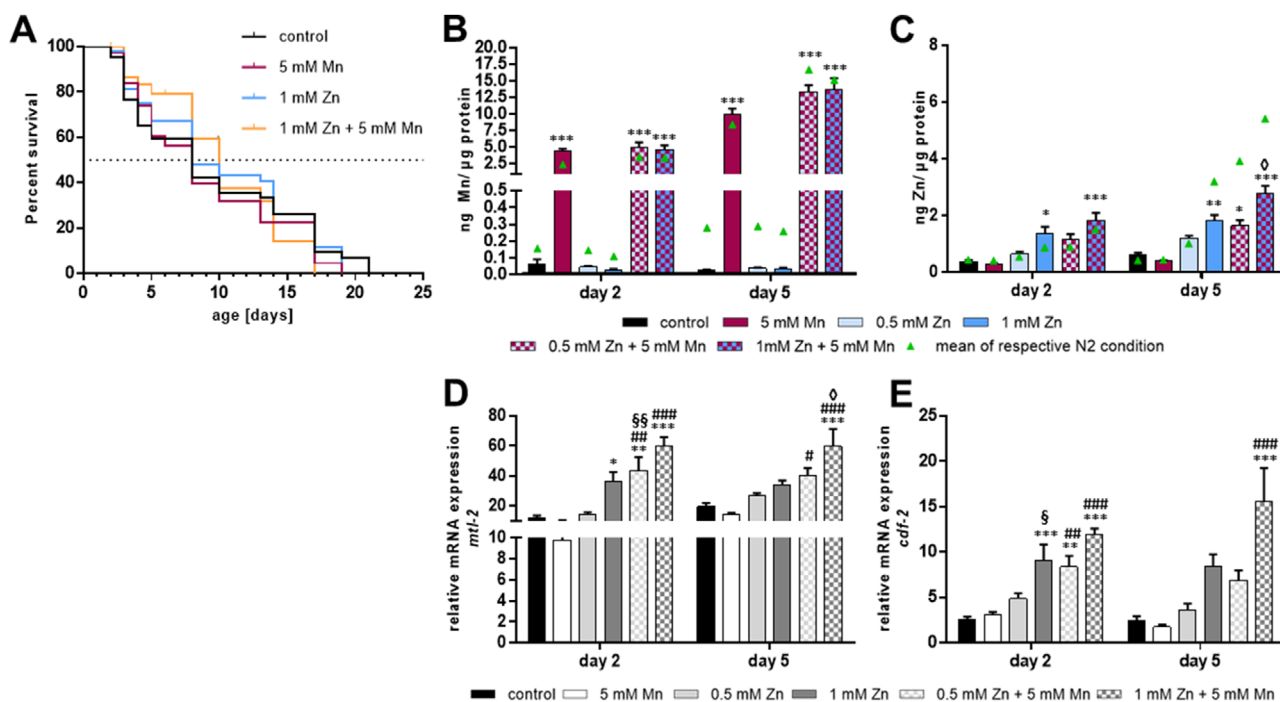 A
control
5 mM Mn
1 mM Zn
1 mM Zn + 5 mM Mn
Percent survival
100
80
60
40
20
0
0 5 10 15 20 25
age [days]
B
ng Mn/ µg protein
20.0
17.5
15.0
12.5
10.0
7.5
5.0
2.5
0.5
0.4
0.3
0.2
0.1
0.0
*** *** *** *** *** ***
day 2 day 5
C
ng Zn/ µg protein
8
6
4
2
0
* *** ** * ◊
***
day 2 day 5
control 5 mM Mn 0.5 mM Zn 1 mM Zn
0.5 mM Zn + 5 mM Mn 1mM Zn + 5 mM Mn mean of respective N2 condition
D
relative mRNA expression
mtl-2
80
60
40
20
10
8
6
4
2
0
* §§
##
** ###
*** # ◊
###
***
day 2 day 5
E
relative mRNA expression
cdf-2
25
20
15
10
5
0
§
*** ##
** ###
*** ###
***
day 2 day 5
control 5 mM Mn 0.5 mM Zn 1 mM Zn 0.5 mM Zn + 5 mM Mn 1 mM Zn + 5 mM Mn